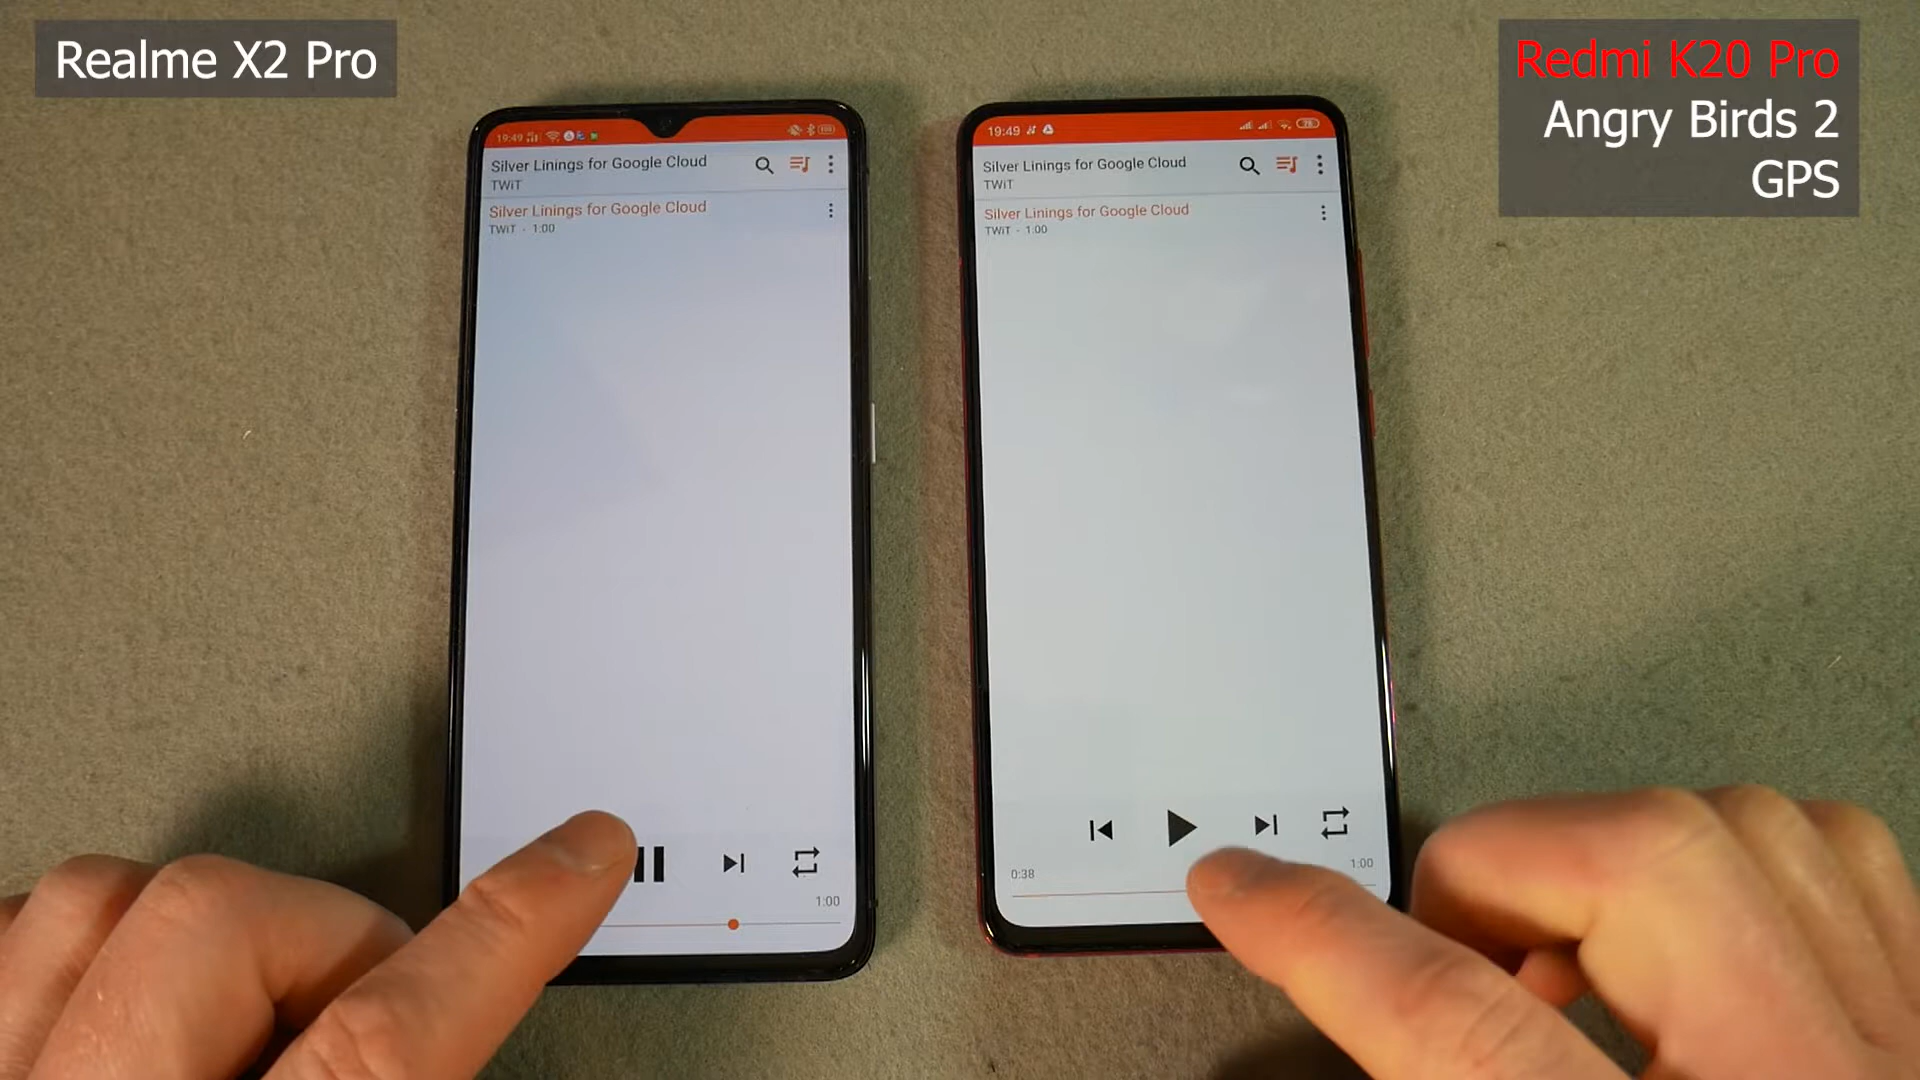 Realme X2 Pro
Redmi K20 Pro
Angry Birds 2
GPS
19:49
Silver Linings for Google Cloud
TWiT
Silver Linings for Google Cloud
TWiT - 1:00
1:00
19:49
Silver Linings for Google Cloud
TWiT
Silver Linings for Google Cloud
TWiT - 1:00
0:38
1:00